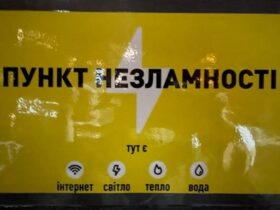 ПУНКТ НЕЗЛАМНОСТІ
тут є
інтернет світло тепло вода